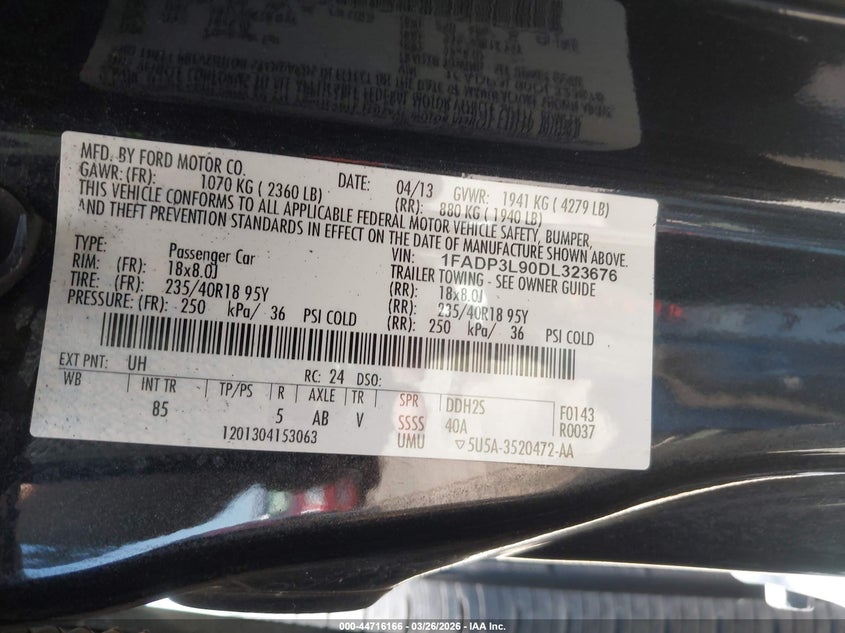 MFD. BY FORD MOTOR CO. DATE: 04/13 GVWR: 1941 KG ( 4279 LB)
GAWR: (FR): 1070 KG ( 2360 LB) (RR): 880 KG ( 1940 LB)
THIS VEHICLE CONFORMS TO ALL APPLICABLE FEDERAL MOTOR VEHICLE SAFETY, BUMPER,
AND THEFT PREVENTION STANDARDS IN EFFECT ON THE DATE OF MANUFACTURE SHOWN ABOVE.
TYPE: Passenger Car VIN: 1FADP3L90DL323676
TRAILER TOWING - SEE OWNER GUIDE
RIM: (FR): 18x8.0J (RR): 18x8.0J
TIRE: (FR): 235/40R18 95Y (RR): 235/40R18 95Y
PRESSURE: (FR): 250 kPa/ 36 PSI COLD (RR): 250 kPa/ 36 PSI COLD
EXT PNT: UH RC: 24 DSO:
WB INT TR TP/PS R AXLE TR SPR DDH2S F0143
85 5 AB V SSSS 40A R0037
1201304153063 UMU ▽5U5A-3520472-AA
000-44716166 — 03/26/2026 — © IAA Inc.